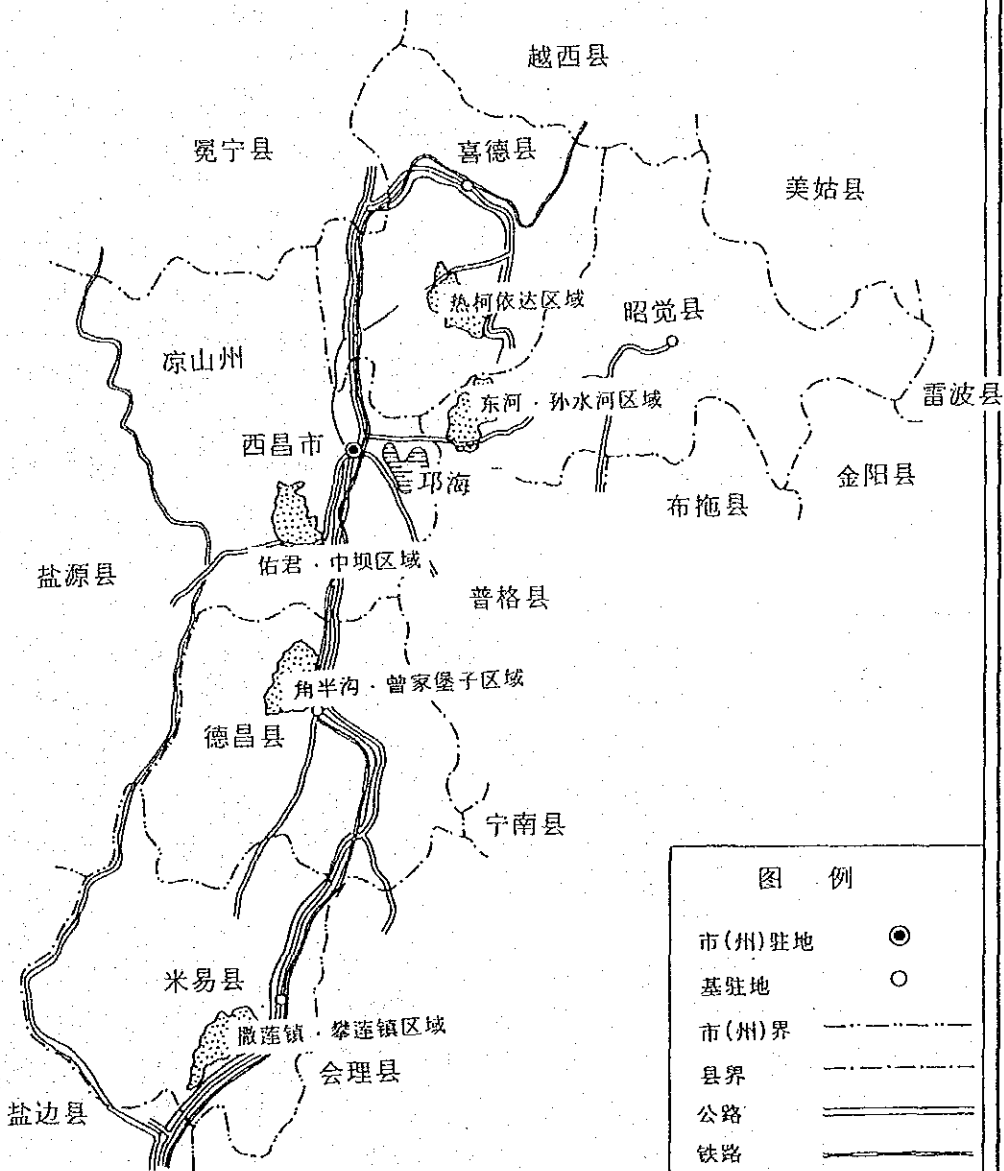 越西县
冕宁县
喜德县
美姑县
热柯依达区域
昭觉县
凉山州
雷波县
东河·孙水河区域
西昌市
邛海
金阳县
布拖县
佑君·中坝区域
盐源县
普格县
角半沟·曾家堡子区域
德昌县
宁南县
米易县
撒莲镇·攀莲镇区域
会理县
盐边县
图 例
市(州)驻地
基驻地
市(州)界
县界
公路
铁路